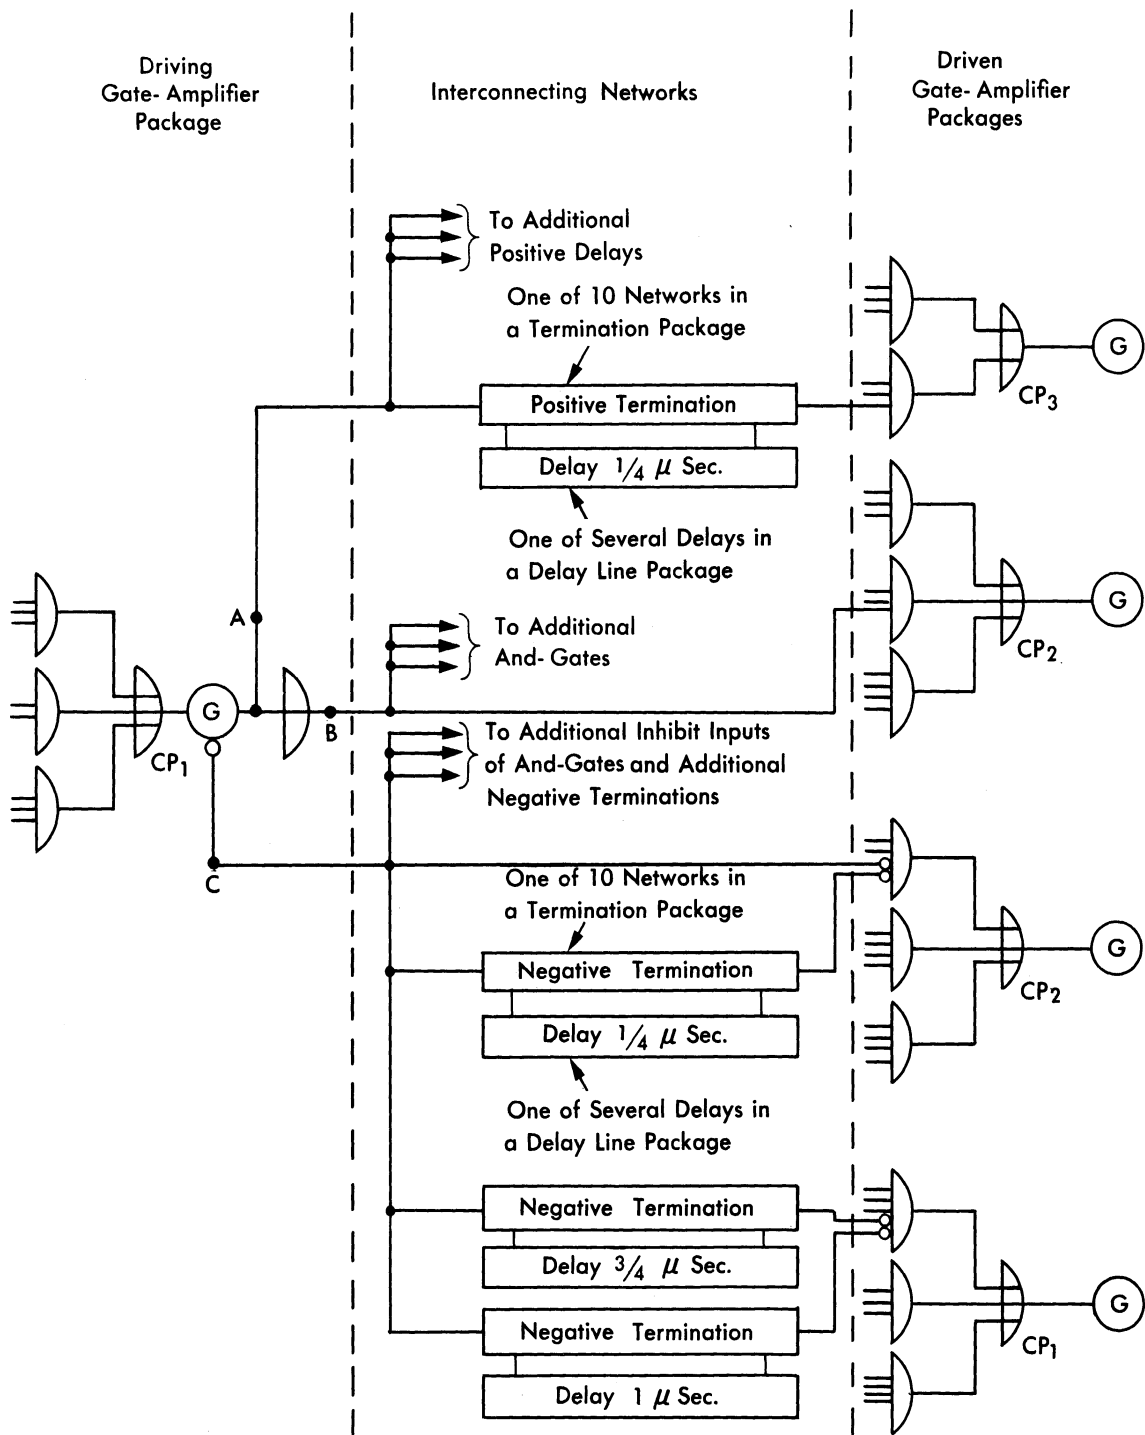 Driving
Gate- Amplifier
Package
Interconnecting Networks
Driven
Gate- Amplifier
Packages
To Additional
Positive Delays
One of 10 Networks in
a Termination Package
Positive Termination
Delay 1/4 μ Sec.
One of Several Delays in
a Delay Line Package
G
CP3
A
To Additional
And- Gates
G
CP2
G
CP1
B
To Additional Inhibit Inputs
of And-Gates and Additional
Negative Terminations
C
One of 10 Networks in
a Termination Package
Negative Termination
Delay 1/4 μ Sec.
One of Several Delays in
a Delay Line Package
G
CP2
Negative Termination
Delay 3/4 μ Sec.
Negative Termination
Delay 1 μ Sec.
G
CP1